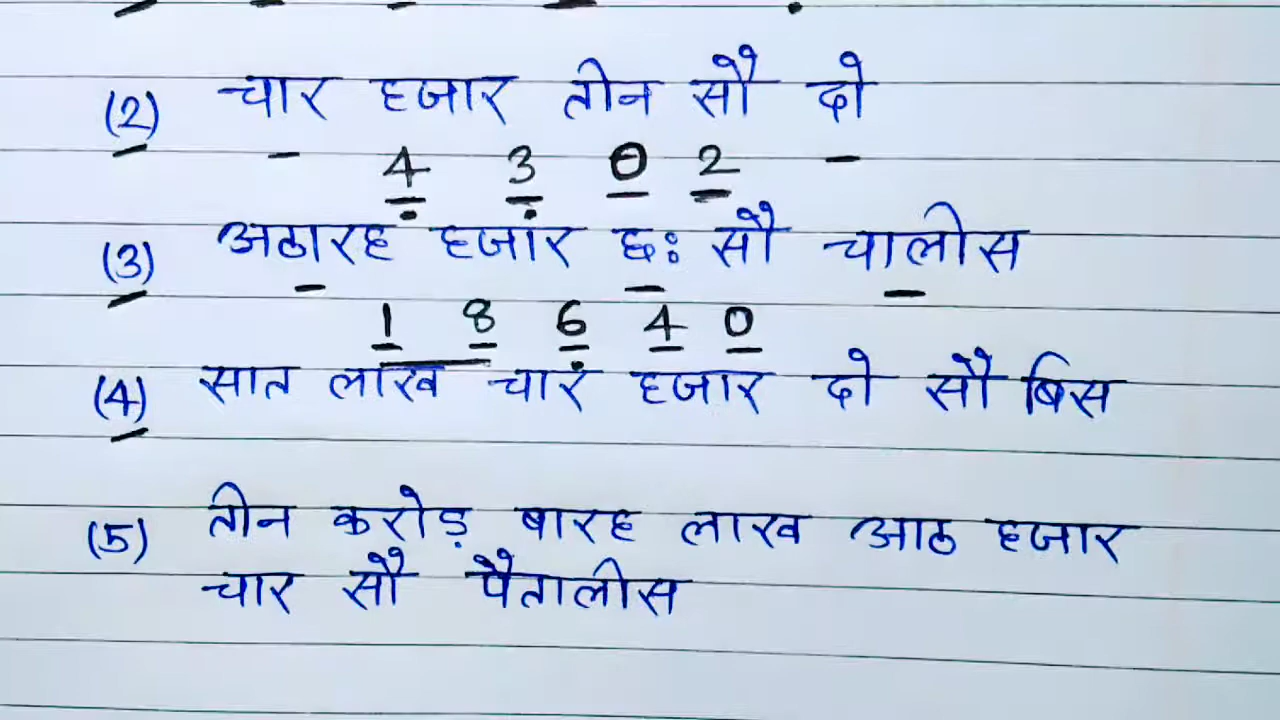 (2) चार हजार तीन सौ दो
4 3 0 2
(3) अठारह हजार छः सौ चालीस
1 8 6 4 0
(4) सात लाख चार हजार दो सौ बिस
(5) तीन करोड़ बारह लाख आठ हजार
चार सौ पैतालीस